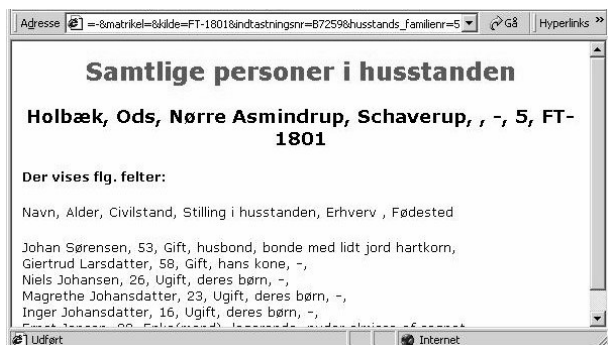 Adresse =-&matrikel=&kilde=FT-1801&indtastningsnr=B7259&husstands_familienr=5 Gå Hyperlinks »
Samtlige personer i husstanden
Holbæk, Ods, Nørre Asmindrup, Schaverup, , -, 5, FT-
1801
Der vises flg. felter:
Navn, Alder, Civilstand, Stilling i husstanden, Erhverv , Fødested
Johan Sørensen, 53, Gift, husbond, bonde med lidt jord hartkorn,
Giertrud Larsdatter, 58, Gift, hans kone, -,
Niels Johansen, 26, Ugift, deres børn, -,
Magrethe Johansdatter, 23, Ugift, deres børn, -,
Inger Johansdatter, 16, Ugift, deres børn, -,
Udført Internet